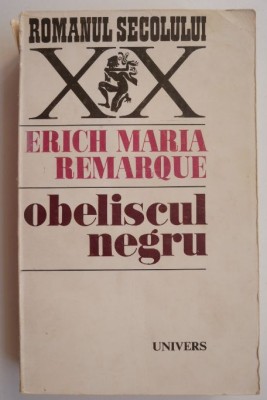 ROMANUL SECOLULUI
XX
ERICH MARIA
REMARQUE
obeliscul
negru
UNIVERS